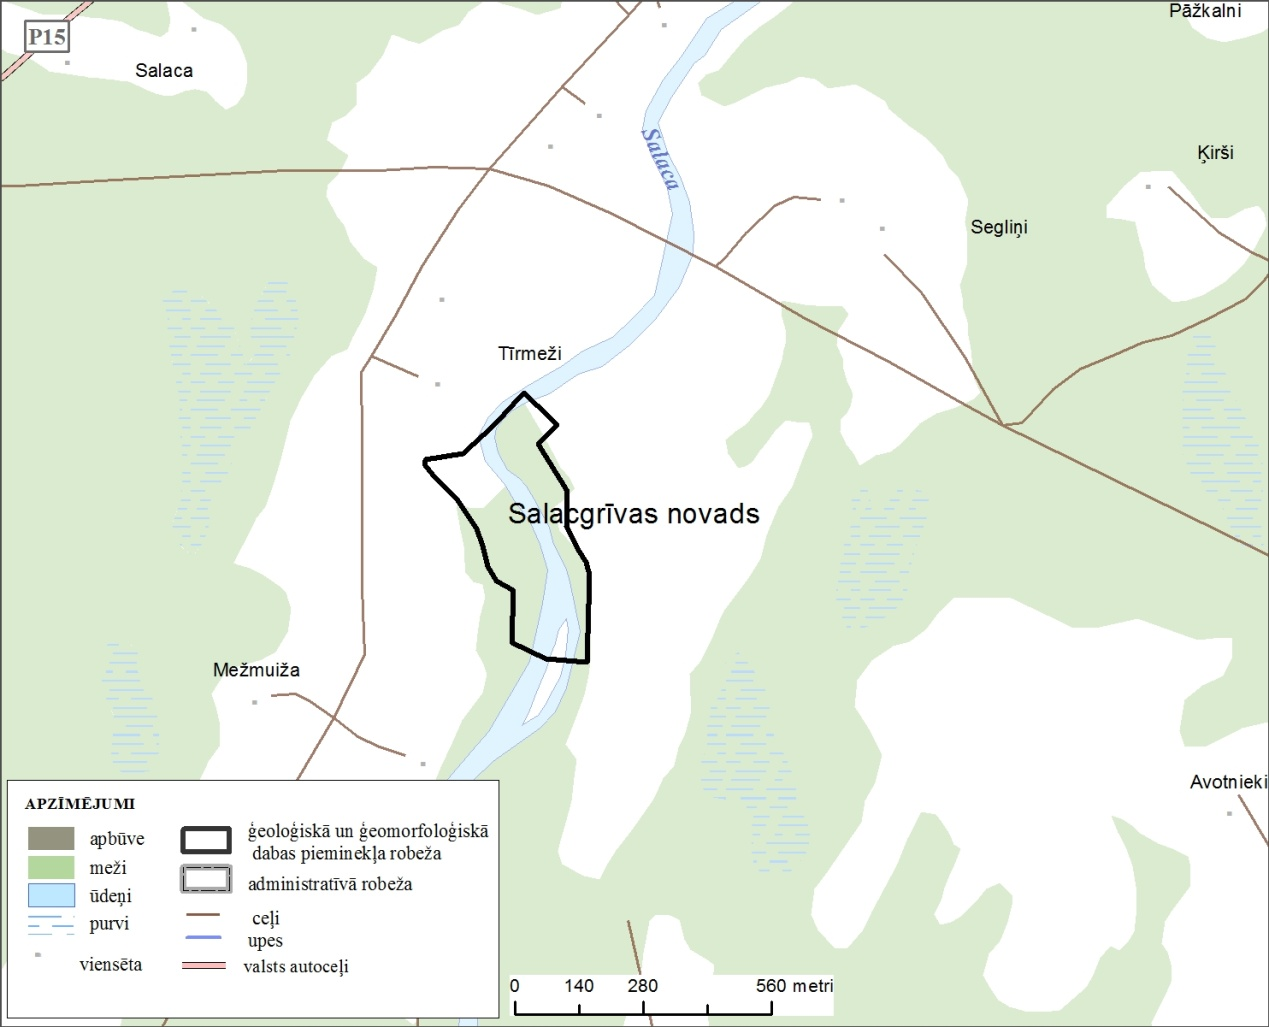 Pāžkalni
P15
Salaca
Salaca
Ķirši
Segliņi
Tīrmeži
Salacgrīvas novads
Mežmuiža
Avotnieki
APZĪMĒJUMI
apbūve
meži
ūdeņi
purvi
viensēta
ģeoloģiskā un ģeomorfoloģiskā
dabas pieminekļa robeža
administratīvā robeža
ceļi
upes
valsts autoceļi
0 140 280 560 metri